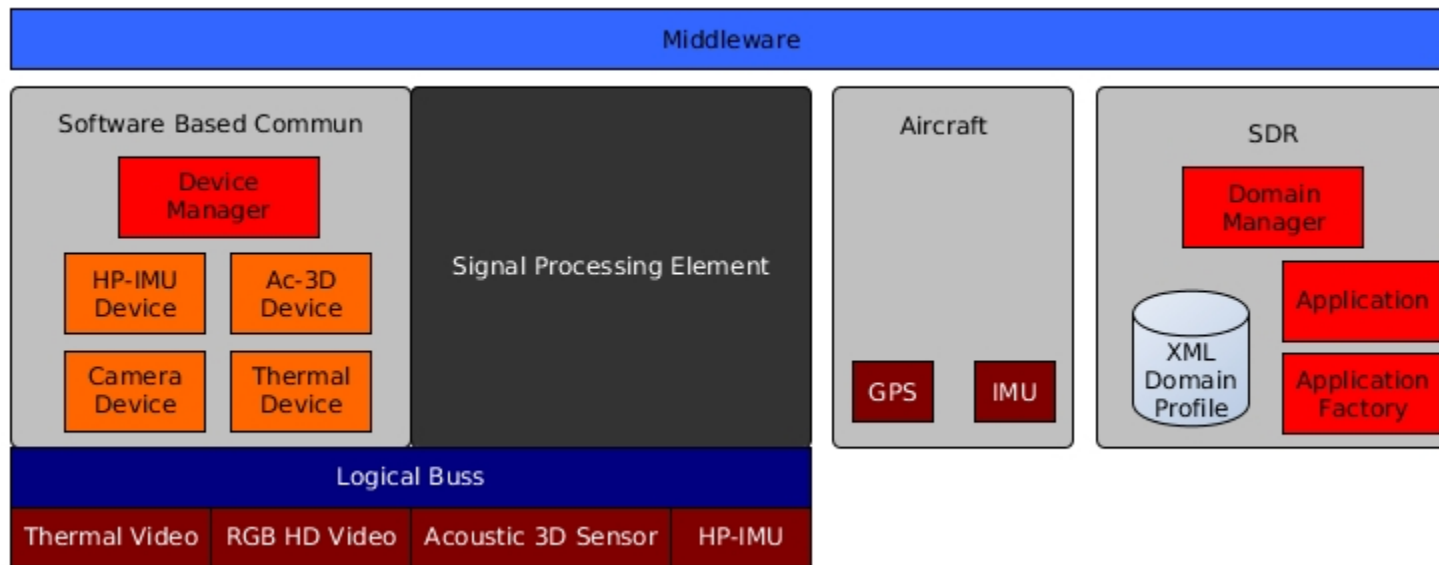 Middleware
Software Based Commun
Device
Manager
HP-IMU
Device
Ac-3D
Device
Camera
Device
Thermal
Device
Signal Processing Element
Aircraft
GPS
IMU
SDR
Domain
Manager
Application
XML
Domain
Profile
Application
Factory
Logical Buss
Thermal Video
RGB HD Video
Acoustic 3D Sensor
HP-IMU